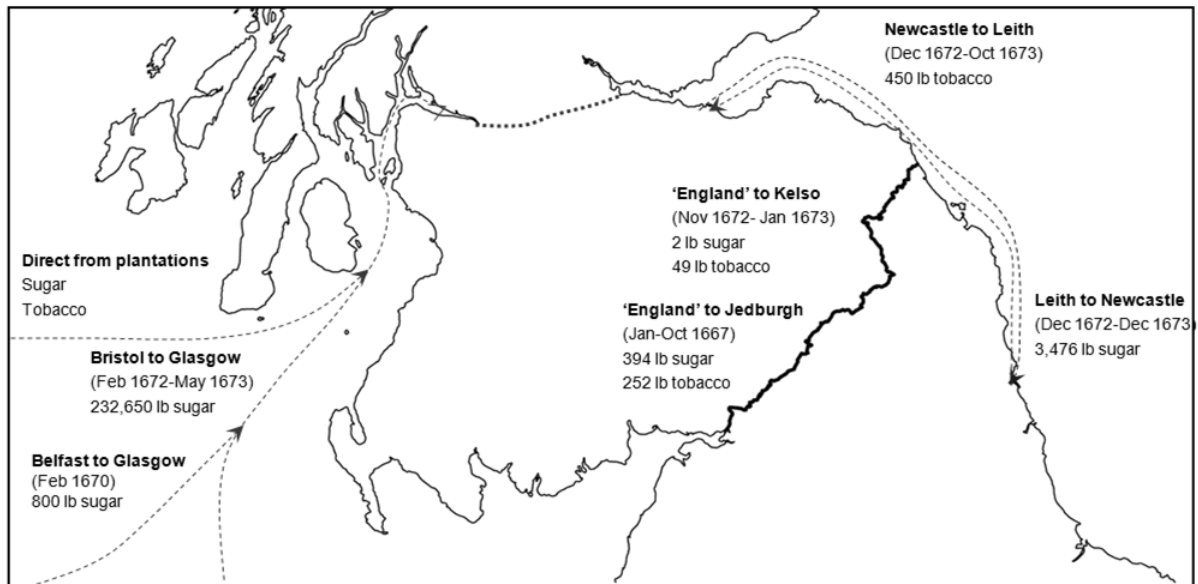 Newcastle to Leith
(Dec 1672-Oct 1673)
450 lb tobacco
‘England’ to Kelso
(Nov 1672- Jan 1673)
2 lb sugar
49 lb tobacco
Direct from plantations
Sugar
Tobacco
‘England’ to Jedburgh
(Jan-Oct 1667)
394 lb sugar
252 lb tobacco
Leith to Newcastle
(Dec 1672-Dec 1673)
3,476 lb sugar
Bristol to Glasgow
(Feb 1672-May 1673)
232,650 lb sugar
Belfast to Glasgow
(Feb 1670)
800 lb sugar